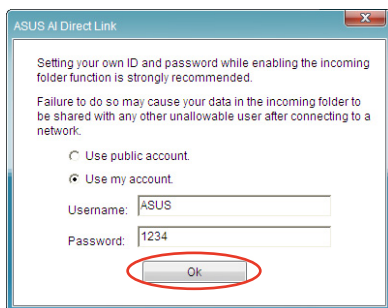 ASUS AI Direct Link
Setting your own ID and password while enabling the incoming
folder function is strongly recommended.
Failure to do so may cause your data in the incoming folder to
be shared with any other unallowable user after connecting to a
network.
Use public account.
Use my account.
Username: ASUS
Password: 1234
Ok